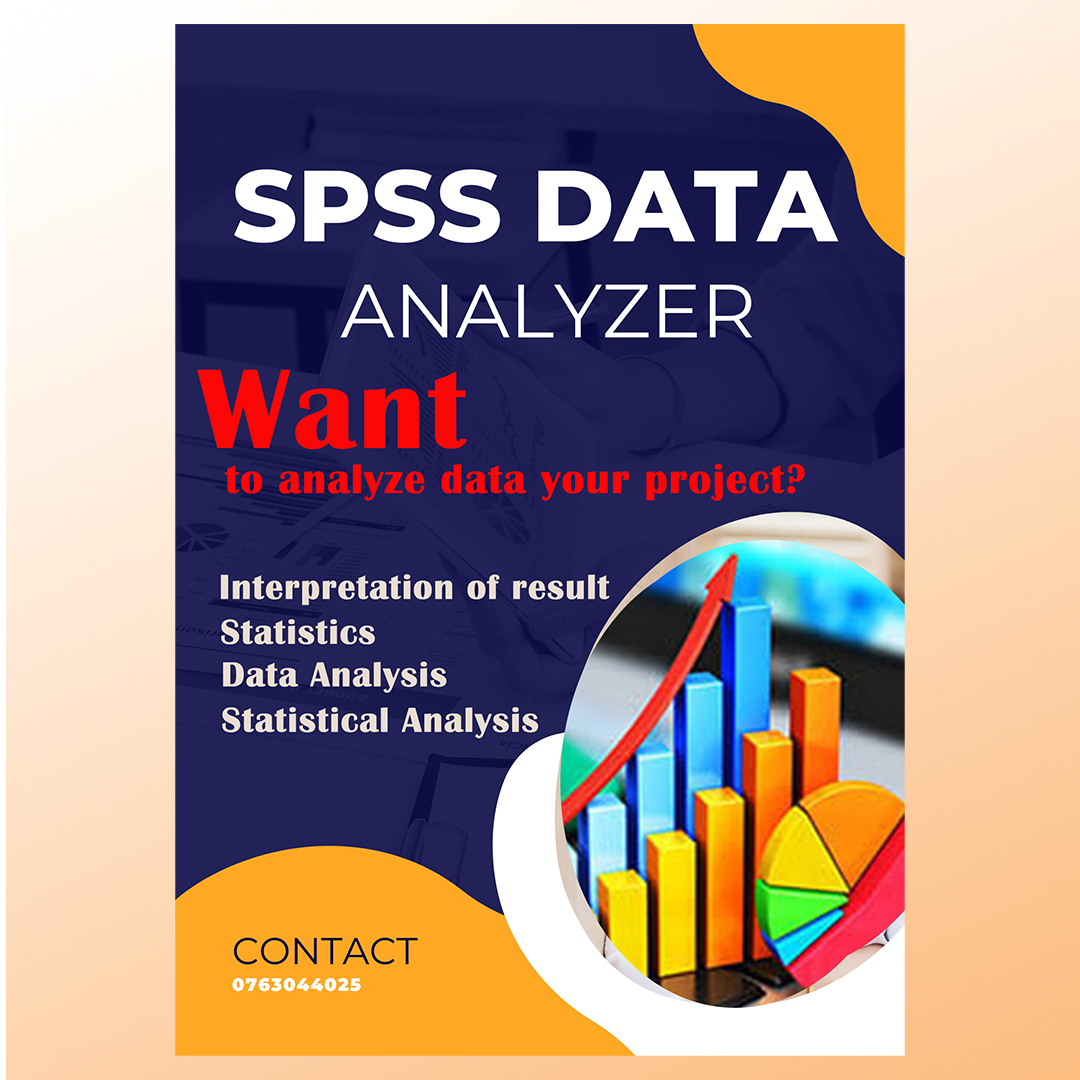 SPSS DATA
ANALYZER
Want
to analyze data your project?
Interpretation of result
Statistics
Data Analysis
Statistical Analysis
CONTACT
0763044025